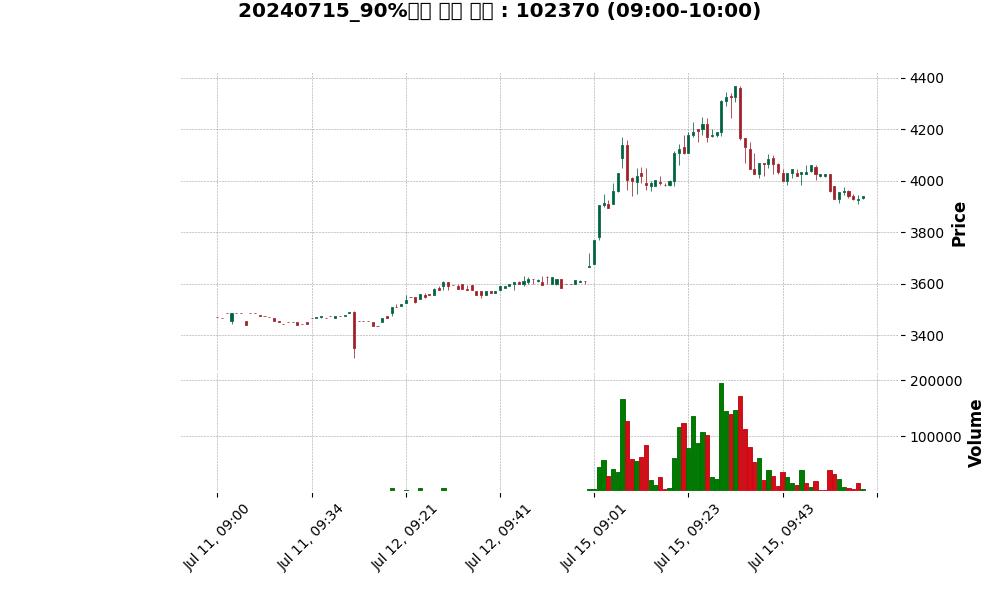 20240715_90% : 102370 (09:00-10:00)
4400
4200
4000
3800
3600
3400
Price
200000
100000
Volume
Jul 11, 09:00
Jul 11, 09:34
Jul 12, 09:21
Jul 12, 09:41
Jul 15, 09:01
Jul 15, 09:23
Jul 15, 09:43